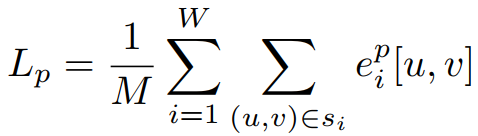 L_p = \frac{1}{M} \sum_{i=1}^{W} \sum_{(u,v) \in s_i} e_i^p[u, v]